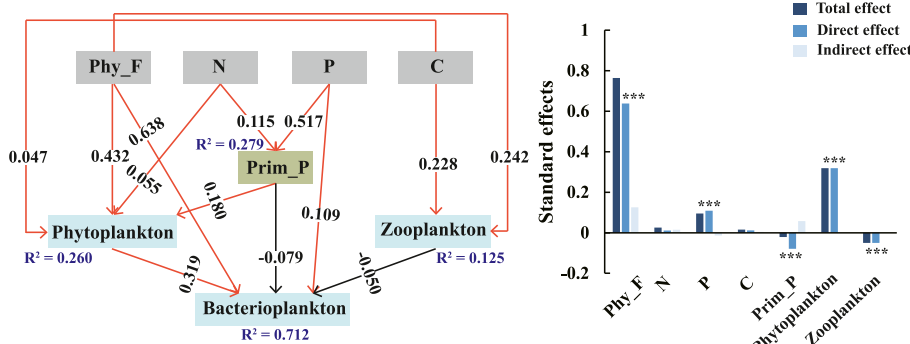 Phy_F
N
P
C
0.047
0.432
0.638
0.055
0.115
0.517
R² = 0.279
Prim_P
0.228
0.242
0.180
0.109
Phytoplankton
R² = 0.260
Zooplankton
R² = 0.125
0.319
-0.079
-0.050
Bacterioplankton
R² = 0.712
Total effect
Direct effect
Indirect effect
Standard effects
1
0.8
0.6
0.4
0.2
0
−0.2
***
***
***
***
***
Phy_F
N
P
C
Prim_P
Phytoplankton
Zooplankton